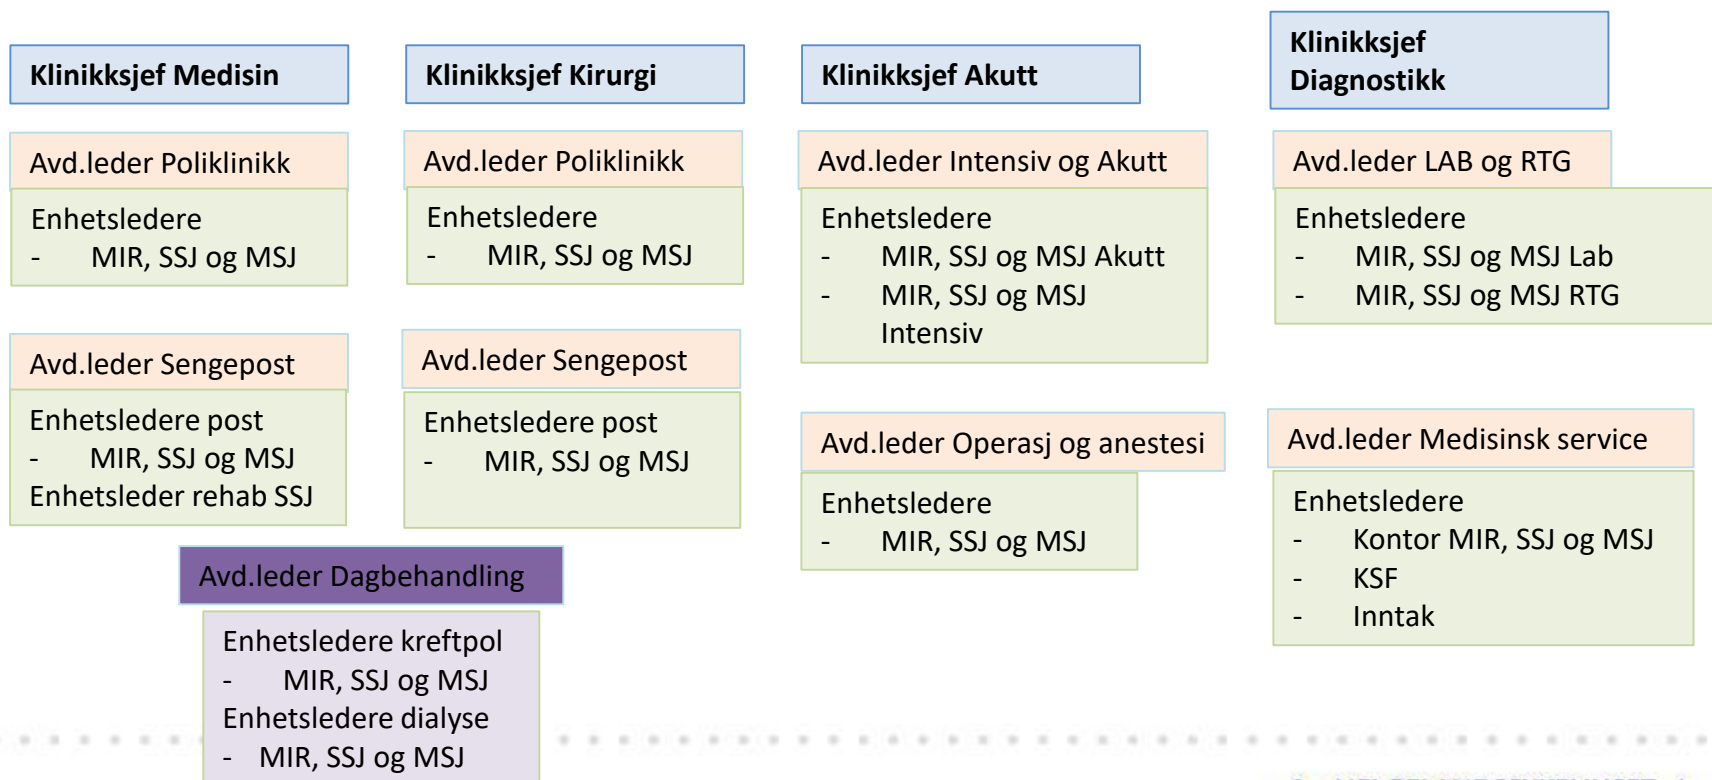 Klinikksjef Medisin
Avd.leder Poliklinikk
Enhetsledere
- MIR, SSJ og MSJ
Avd.leder Sengepost
Enhetsledere post
- MIR, SSJ og MSJ
Enhetsleder rehab SSJ
Klinikksjef Kirurgi
Avd.leder Poliklinikk
Enhetsledere
- MIR, SSJ og MSJ
Avd.leder Sengepost
Enhetsledere post
- MIR, SSJ og MSJ
Avd.leder Dagbehandling
Enhetsledere kreftpol
- MIR, SSJ og MSJ
Enhetsledere dialyse
- MIR, SSJ og MSJ
Klinikksjef Akutt
Avd.leder Intensiv og Akutt
Enhetsledere
- MIR, SSJ og MSJ Akutt
- MIR, SSJ og MSJ
Intensiv
Avd.leder Operasj og anestesi
Enhetsledere
- MIR, SSJ og MSJ
Klinikksjef
Diagnostikk
Avd.leder LAB og RTG
Enhetsledere
- MIR, SSJ og MSJ Lab
- MIR, SSJ og MSJ RTG
Avd.leder Medisinsk service
Enhetsledere
- Kontor MIR, SSJ og MSJ
- KSF
- Inntak